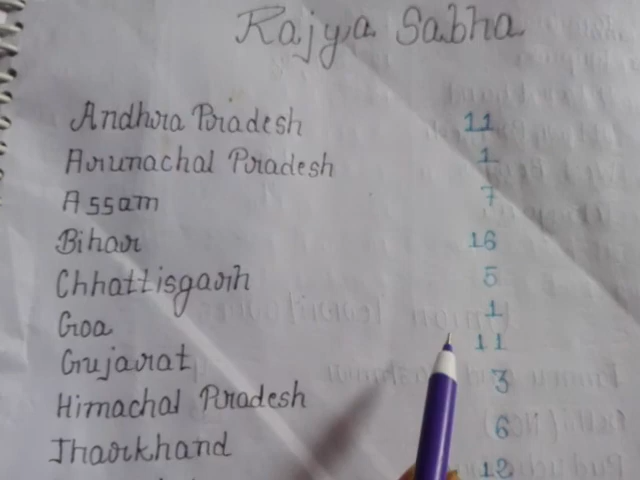 Rajya Sabha
Andhra Pradesh 11
Arunachal Pradesh 1
Assam 7
Bihar 16
Chhattisgarh 5
Goa 1
Gujarat 11
Himachal Pradesh 3
Jharkhand 6
12